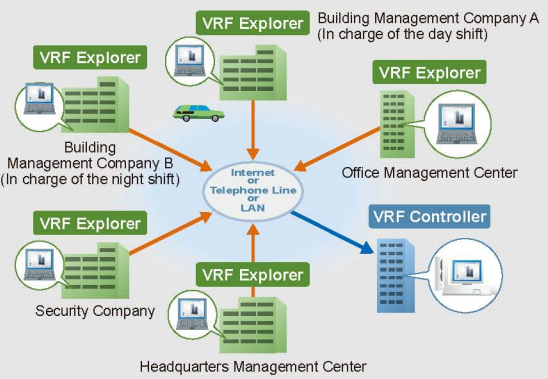 VRF Explorer
Building Management Company A
(In charge of the day shift)
VRF Explorer
Building
Management Company B
(In charge of the night shift)
VRF Explorer
Office Management Center
Internet
or
Telephone Line
or
LAN
VRF Explorer
Security Company
VRF Explorer
Headquarters Management Center
VRF Controller